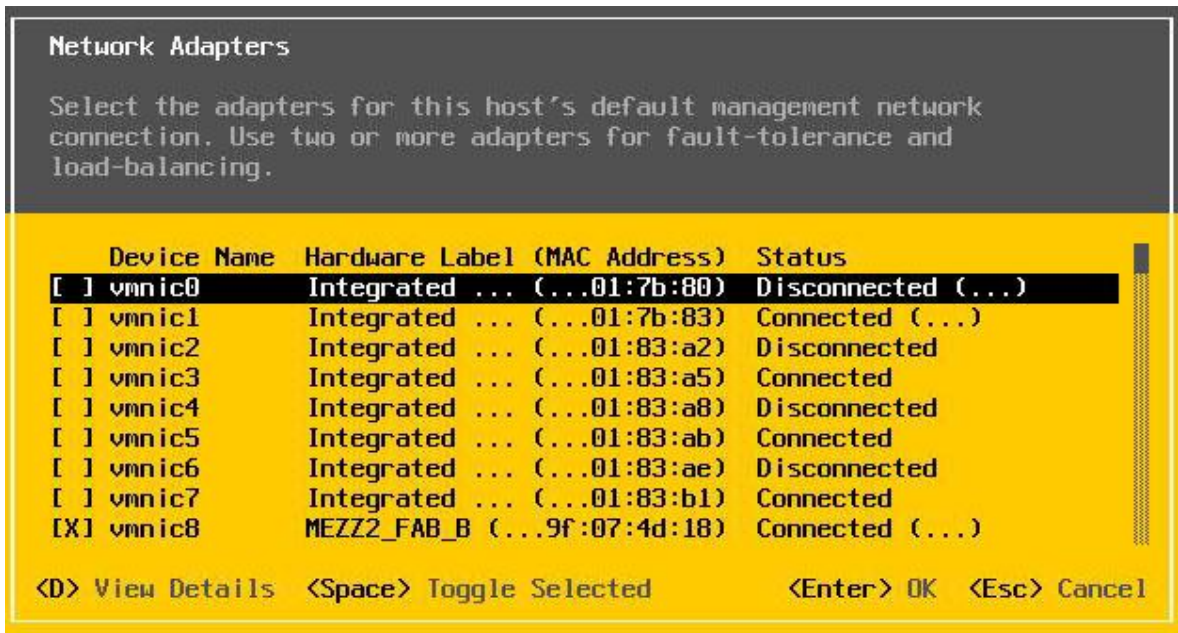 Network Adapters
Select the adapters for this host's default management network
connection. Use two or more adapters for fault-tolerance and
load-balancing.
Device Name Hardware Label (MAC Address) Status
[ ] vmnic0 Integrated ... (...01:7b:80) Disconnected (...)
[ ] vmnic1 Integrated ... (...01:7b:83) Connected (...)
[ ] vmnic2 Integrated ... (...01:83:a2) Disconnected
[ ] vmnic3 Integrated ... (...01:83:a5) Connected
[ ] vmnic4 Integrated ... (...01:83:a8) Disconnected
[ ] vmnic5 Integrated ... (...01:83:ab) Connected
[ ] vmnic6 Integrated ... (...01:83:ae) Disconnected
[ ] vmnic7 Integrated ... (...01:83:b1) Connected
[X] vmnic8 MEZZ2_FAB_B (...9f:07:4d:18) Connected (...)
<D> View Details <Space> Toggle Selected <Enter> OK <Esc> Cancel